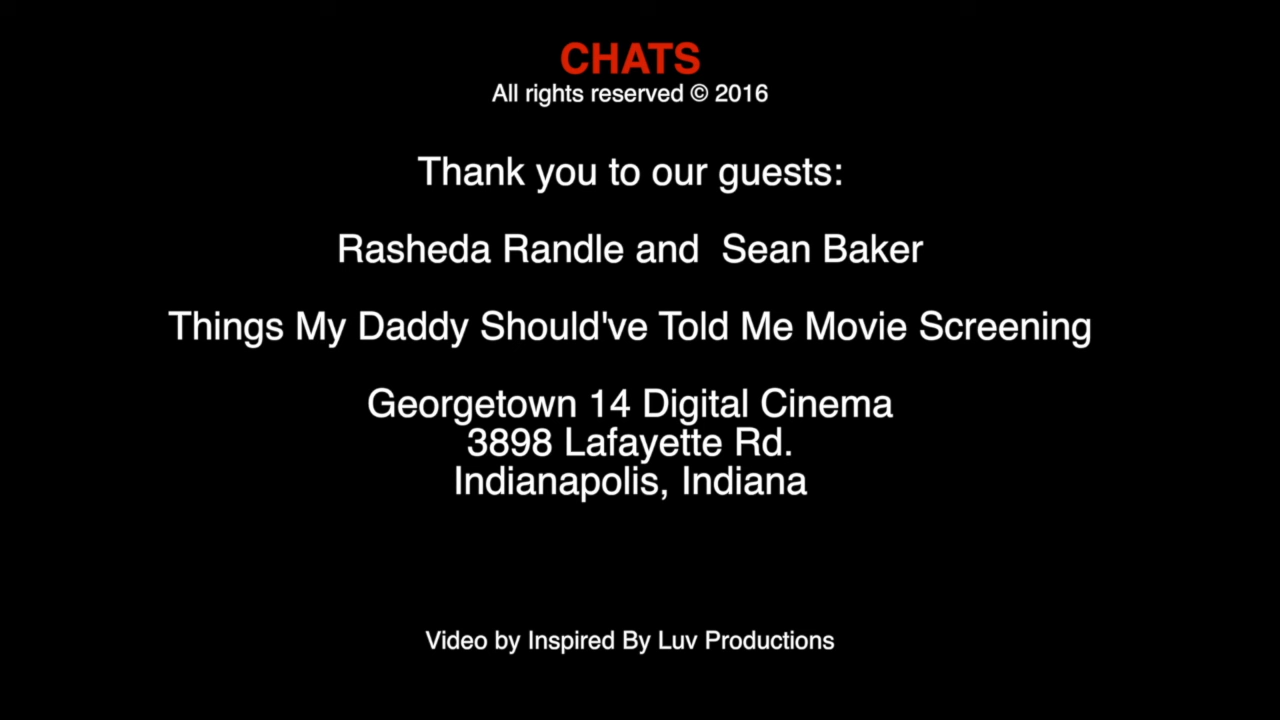 CHATS
All rights reserved © 2016
Thank you to our guests:
Rasheda Randle and  Sean Baker
Things My Daddy Should've Told Me Movie Screening
Georgetown 14 Digital Cinema
3898 Lafayette Rd.
Indianapolis, Indiana
Video by Inspired By Luv Productions